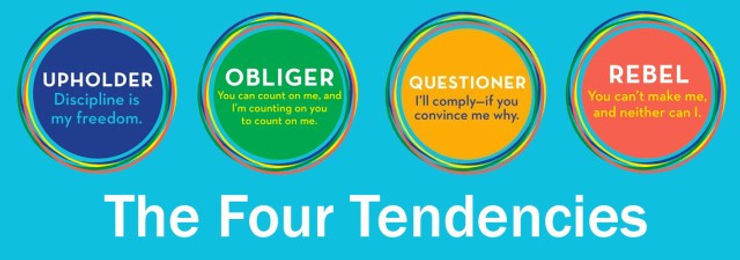 UPHOLDER
Discipline is
my freedom.
OBLIGER
You can count on me, and
I'm counting on you
to count on me.
QUESTIONER
I'll comply—if you
convince me why.
REBEL
You can't make me,
and neither can I.
The Four Tendencies